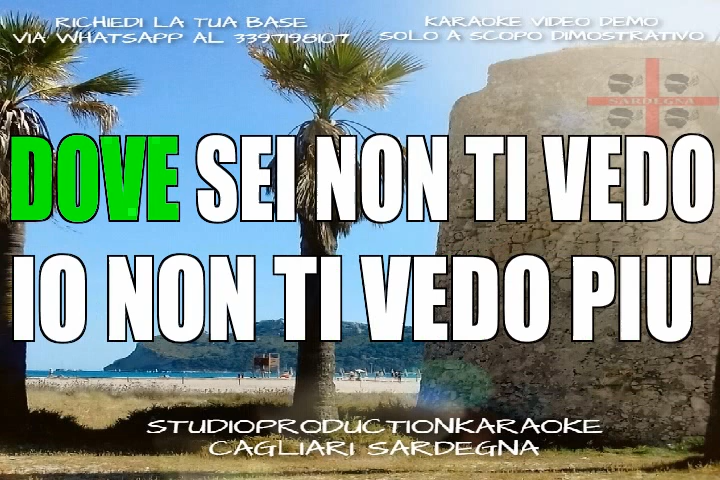 RICHIEDI LA TUA BASE
VIA WHATSAPP AL 3397198107
KARAOKE VIDEO DEMO
SOLO A SCOPO DIMOSTRATIVO
SARDEGNA
DOVE SEI NON TI VEDO
IO NON TI VEDO PIU'
STUDIOPRODUCTIONKARAOKE
CAGLIARI SARDEGNA